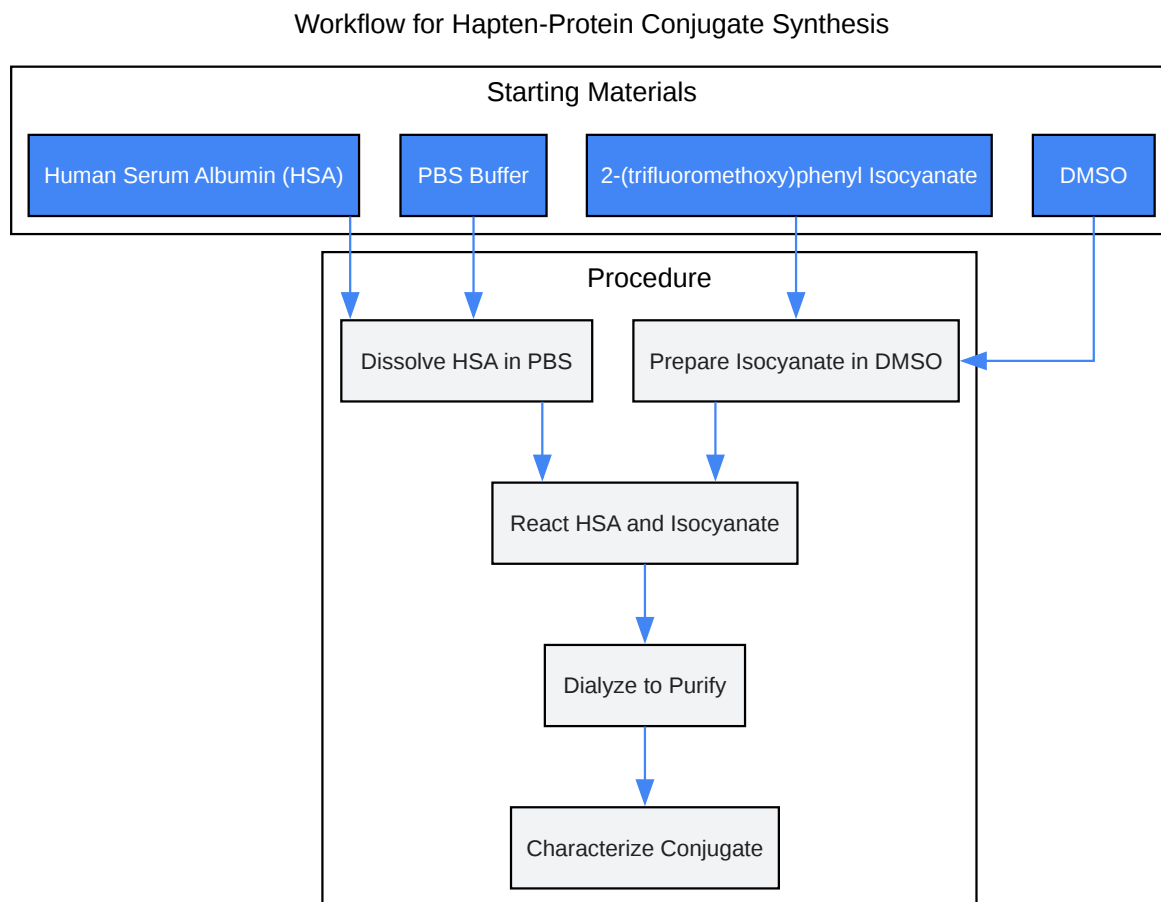 Workflow for Hapten-Protein Conjugate Synthesis
Starting Materials
Human Serum Albumin (HSA)
PBS Buffer
2-(trifluoromethoxy)phenyl Isocyanate
DMSO
Procedure
Dissolve HSA in PBS
Prepare Isocyanate in DMSO
React HSA and Isocyanate
Dialyze to Purify
Characterize Conjugate